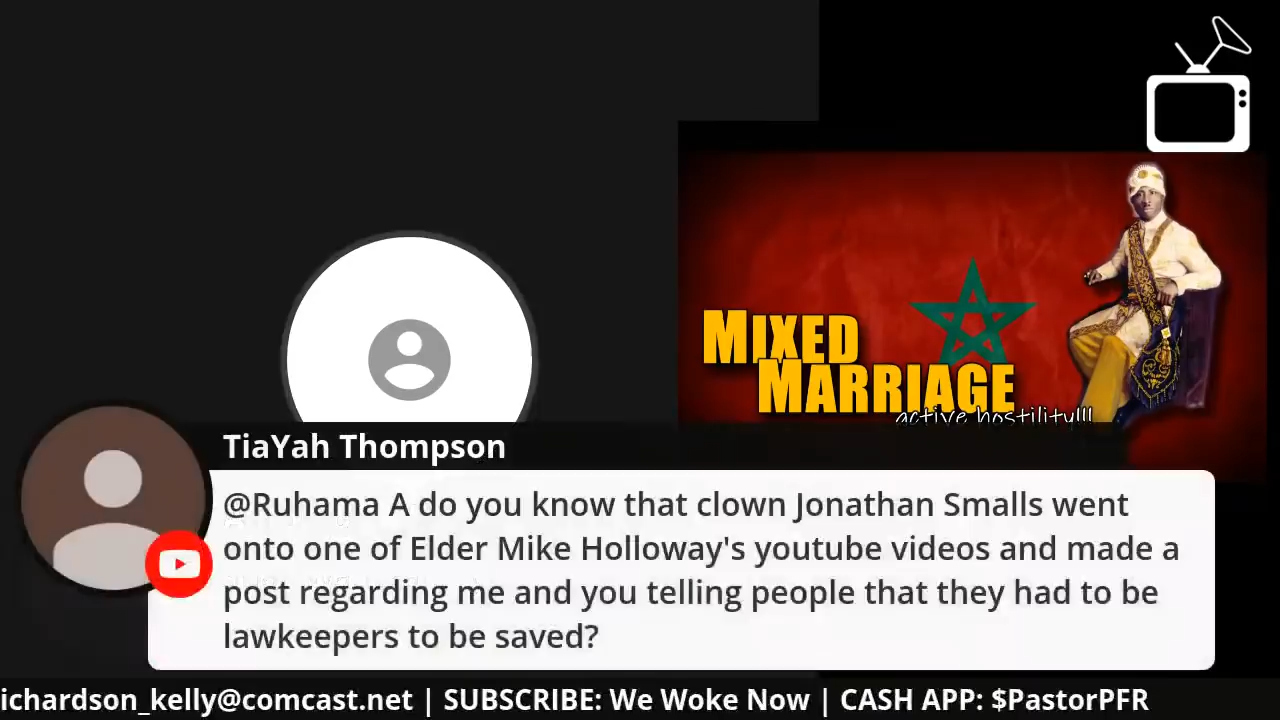 MIXED
MARRIAGE
active hostility!!!
TiaYah Thompson
@Ruhama A do you know that clown Jonathan Smalls went
onto one of Elder Mike Holloway's youtube videos and made a
post regarding me and you telling people that they had to be
lawkeepers to be saved?
ichardson_kelly@comcast.net | SUBSCRIBE: We Woke Now | CASH APP: $PastorPFR